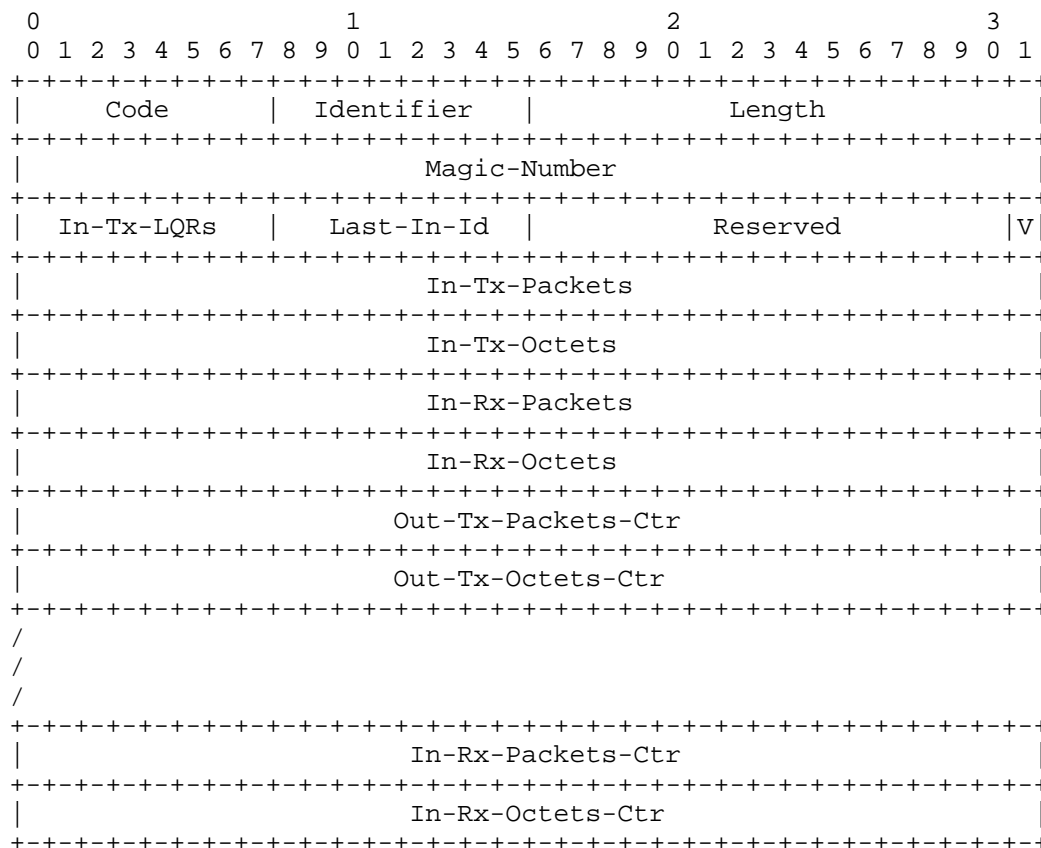 0                   1                   2                   3
 0 1 2 3 4 5 6 7 8 9 0 1 2 3 4 5 6 7 8 9 0 1 2 3 4 5 6 7 8 9 0 1
+-+-+-+-+-+-+-+-+-+-+-+-+-+-+-+-+-+-+-+-+-+-+-+-+-+-+-+-+-+-+-+-+
|     Code      |  Identifier   |            Length             |
+-+-+-+-+-+-+-+-+-+-+-+-+-+-+-+-+-+-+-+-+-+-+-+-+-+-+-+-+-+-+-+-+
|                         Magic-Number                          |
+-+-+-+-+-+-+-+-+-+-+-+-+-+-+-+-+-+-+-+-+-+-+-+-+-+-+-+-+-+-+-+-+
|  In-Tx-LQRs   |   Last-In-Id  |           Reserved          |V|
+-+-+-+-+-+-+-+-+-+-+-+-+-+-+-+-+-+-+-+-+-+-+-+-+-+-+-+-+-+-+-+-+
|                         In-Tx-Packets                         |
+-+-+-+-+-+-+-+-+-+-+-+-+-+-+-+-+-+-+-+-+-+-+-+-+-+-+-+-+-+-+-+-+
|                         In-Tx-Octets                          |
+-+-+-+-+-+-+-+-+-+-+-+-+-+-+-+-+-+-+-+-+-+-+-+-+-+-+-+-+-+-+-+-+
|                         In-Rx-Packets                         |
+-+-+-+-+-+-+-+-+-+-+-+-+-+-+-+-+-+-+-+-+-+-+-+-+-+-+-+-+-+-+-+-+
|                         In-Rx-Octets                          |
+-+-+-+-+-+-+-+-+-+-+-+-+-+-+-+-+-+-+-+-+-+-+-+-+-+-+-+-+-+-+-+-+
|                       Out-Tx-Packets-Ctr                      |
+-+-+-+-+-+-+-+-+-+-+-+-+-+-+-+-+-+-+-+-+-+-+-+-+-+-+-+-+-+-+-+-+
|                       Out-Tx-Octets-Ctr                       |
+-+-+-+-+-+-+-+-+-+-+-+-+-+-+-+-+-+-+-+-+-+-+-+-+-+-+-+-+-+-+-+-+
/
/
/
+-+-+-+-+-+-+-+-+-+-+-+-+-+-+-+-+-+-+-+-+-+-+-+-+-+-+-+-+-+-+-+-+
|                        In-Rx-Packets-Ctr                      |
+-+-+-+-+-+-+-+-+-+-+-+-+-+-+-+-+-+-+-+-+-+-+-+-+-+-+-+-+-+-+-+-+
|                        In-Rx-Octets-Ctr                       |
+-+-+-+-+-+-+-+-+-+-+-+-+-+-+-+-+-+-+-+-+-+-+-+-+-+-+-+-+-+-+-+-+